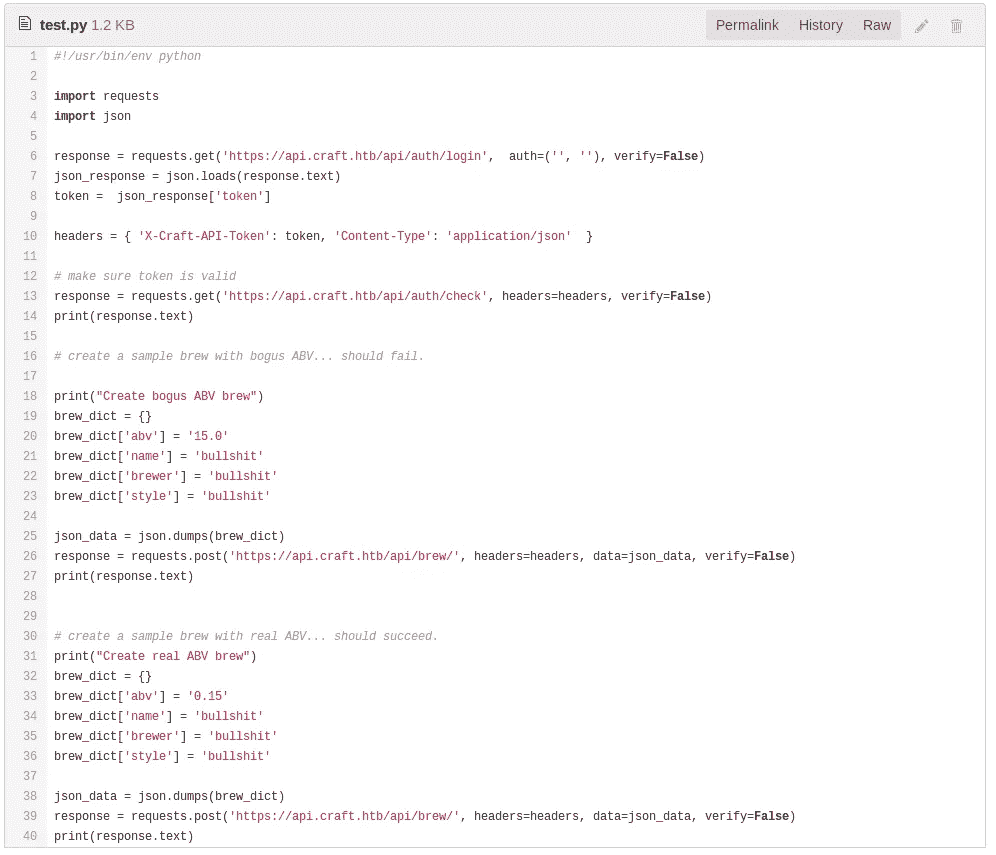 test.py 1.2 KB
Permalink History Raw
1 #!/usr/bin/env python
2
3 import requests
4 import json
5
6 response = requests.get('https://api.craft.htb/api/auth/login',  auth=('', ''), verify=False)
7 json_response = json.loads(response.text)
8 token =  json_response['token']
9
10 headers = { 'X-Craft-API-Token': token, 'Content-Type': 'application/json'  }
11
12 # make sure token is valid
13 response = requests.get('https://api.craft.htb/api/auth/check', headers=headers, verify=False)
14 print(response.text)
15
16 # create a sample brew with bogus ABV... should fail.
17
18 print("Create bogus ABV brew")
19 brew_dict = {}
20 brew_dict['abv'] = '15.0'
21 brew_dict['name'] = 'bullshit'
22 brew_dict['brewer'] = 'bullshit'
23 brew_dict['style'] = 'bullshit'
24
25 json_data = json.dumps(brew_dict)
26 response = requests.post('https://api.craft.htb/api/brew/', headers=headers, data=json_data, verify=False)
27 print(response.text)
28
29
30 # create a sample brew with real ABV... should succeed.
31 print("Create real ABV brew")
32 brew_dict = {}
33 brew_dict['abv'] = '0.15'
34 brew_dict['name'] = 'bullshit'
35 brew_dict['brewer'] = 'bullshit'
36 brew_dict['style'] = 'bullshit'
37
38 json_data = json.dumps(brew_dict)
39 response = requests.post('https://api.craft.htb/api/brew/', headers=headers, data=json_data, verify=False)
40 print(response.text)